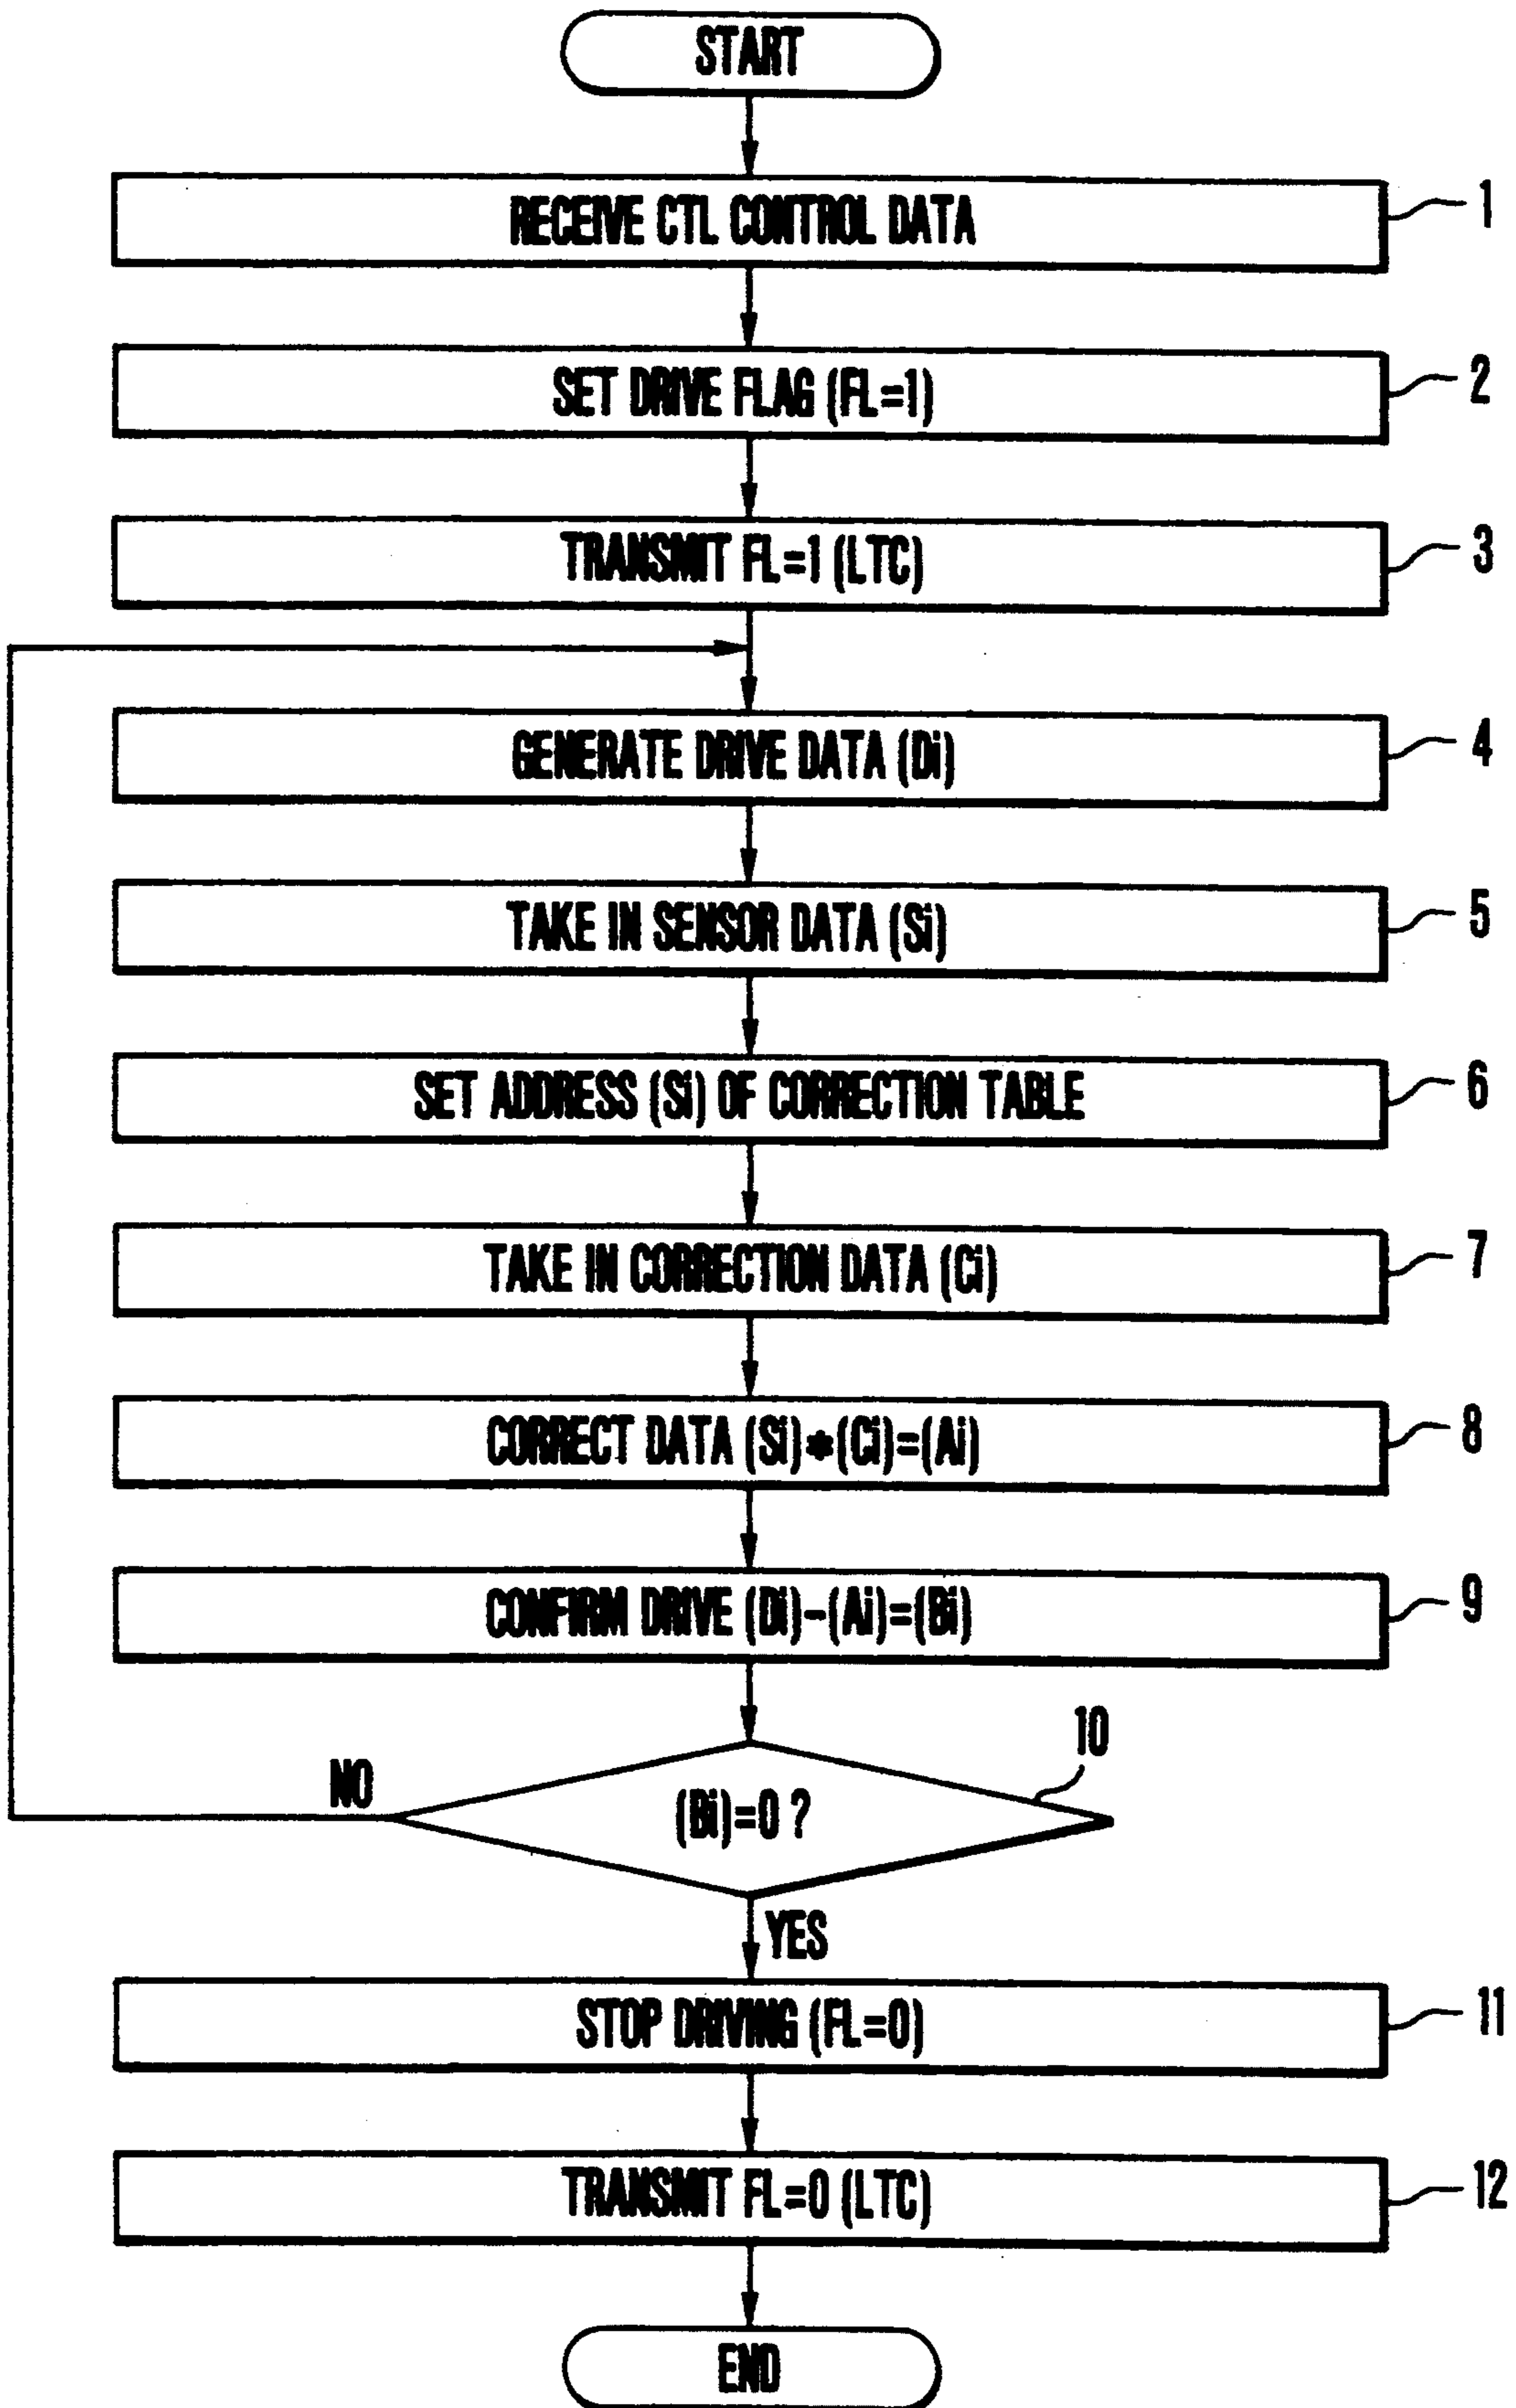 START
RECEIVE CTL CONTROL DATA 1
SET DRIVE FLAG (FL=1) 2
TRANSMIT FL=1 (LTC) 3
GENERATE DRIVE DATA (Di) 4
TAKE IN SENSOR DATA (Si) 5
SET ADDRESS (Si) OF CORRECTION TABLE 6
TAKE IN CORRECTION DATA (Ci) 7
CORRECT DATA (Si)*(Ci)=(Ai) 8
CONFIRM DRIVE (Di)-(Ai)=(Bi) 9
10
NO
(Bi)=0 ?
YES
STOP DRIVING (FL=0) 11
TRANSMIT FL=0 (LTC) 12
END